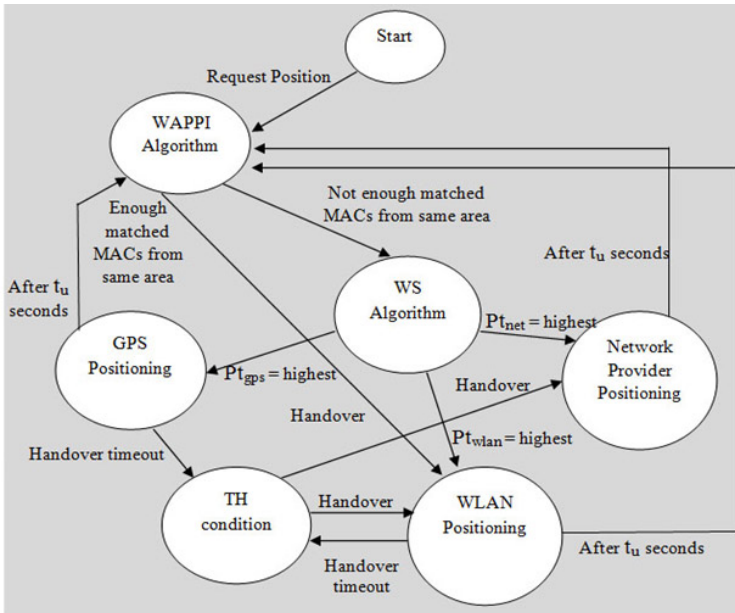 Start
Request Position
WAPPI
Algorithm
Not enough matched
MACs from same area
Enough
matched
MACs from
same area
After tu
seconds
After tu seconds
WS
Algorithm
Ptnet = highest
GPS
Positioning
Network
Provider
Positioning
Ptgps = highest
Handover
Handover
Ptwlan = highest
Handover timeout
TH
condition
Handover
WLAN
Positioning
Handover
timeout
After tu seconds